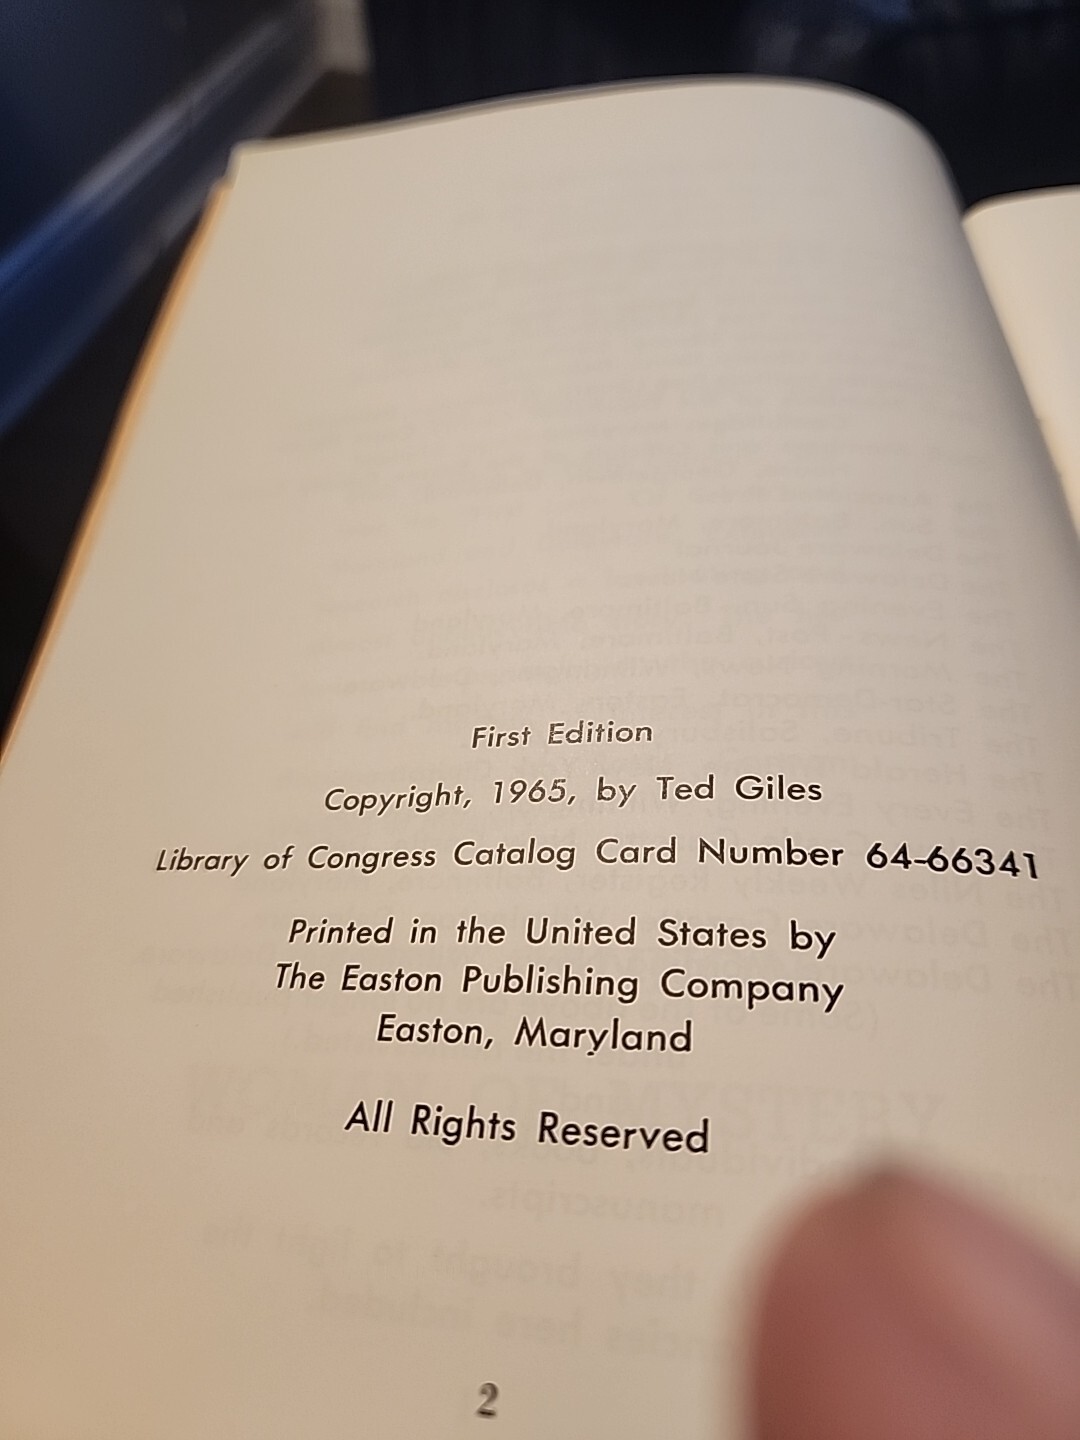 First Edition
Copyright, 1965, by Ted Giles
Library of Congress Catalog Card Number 64-66341
Printed in the United States by
The Easton Publishing Company
Easton, Maryland
All Rights Reserved
2